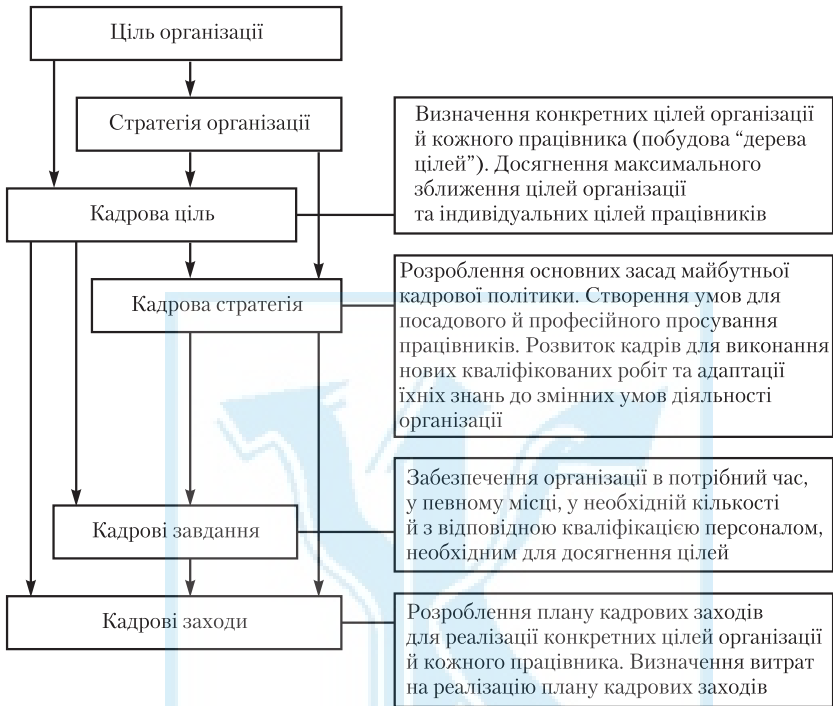 Ціль організації
Стратегія організації
Визначення конкретних цілей організації
й кожного працівника (побудова “дерева
цілей”). Досягнення максимального
зближення цілей організації
та індивідуальних цілей працівників
Кадрова ціль
Кадрова стратегія
Розроблення основних засад майбутньої
кадрової політики. Створення умов для
посадового й професійного просування
працівників. Розвиток кадрів для виконання
нових кваліфікованих робіт та адаптації
їхніх знань до змінних умов діяльності
організації
Кадрові завдання
Забезпечення організації в потрібний час,
у певному місці, у необхідній кількості
й з відповідною кваліфікацією персоналом,
необхідним для досягнення цілей
Кадрові заходи
Розроблення плану кадрових заходів
для реалізації конкретних цілей організації
й кожного працівника. Визначення витрат
на реалізацію плану кадрових заходів